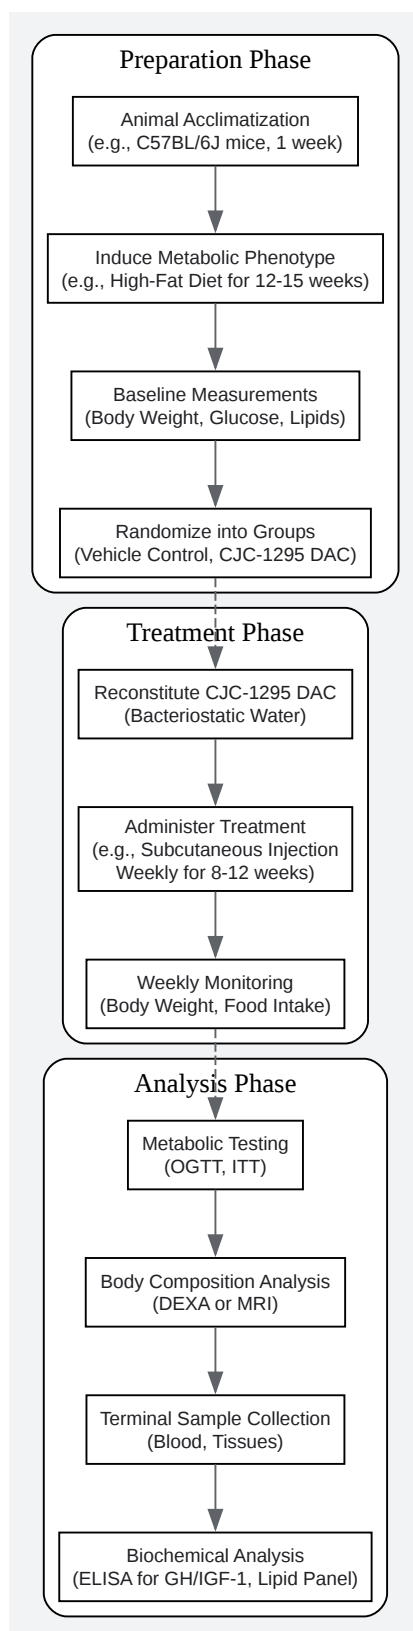 Preparation Phase
Animal Acclimatization
(e.g., C57BL/6J mice, 1 week)
Induce Metabolic Phenotype
(e.g., High-Fat Diet for 12-15 weeks)
Baseline Measurements
(Body Weight, Glucose, Lipids)
Randomize into Groups
(Vehicle Control, CJC-1295 DAC)
Treatment Phase
Reconstitute CJC-1295 DAC
(Bacteriostatic Water)
Administer Treatment
(e.g., Subcutaneous Injection
Weekly for 8-12 weeks)
Weekly Monitoring
(Body Weight, Food Intake)
Analysis Phase
Metabolic Testing
(OGTT, ITT)
Body Composition Analysis
(DEXA or MRI)
Terminal Sample Collection
(Blood, Tissues)
Biochemical Analysis
(ELISA for GH/IGF-1, Lipid Panel)